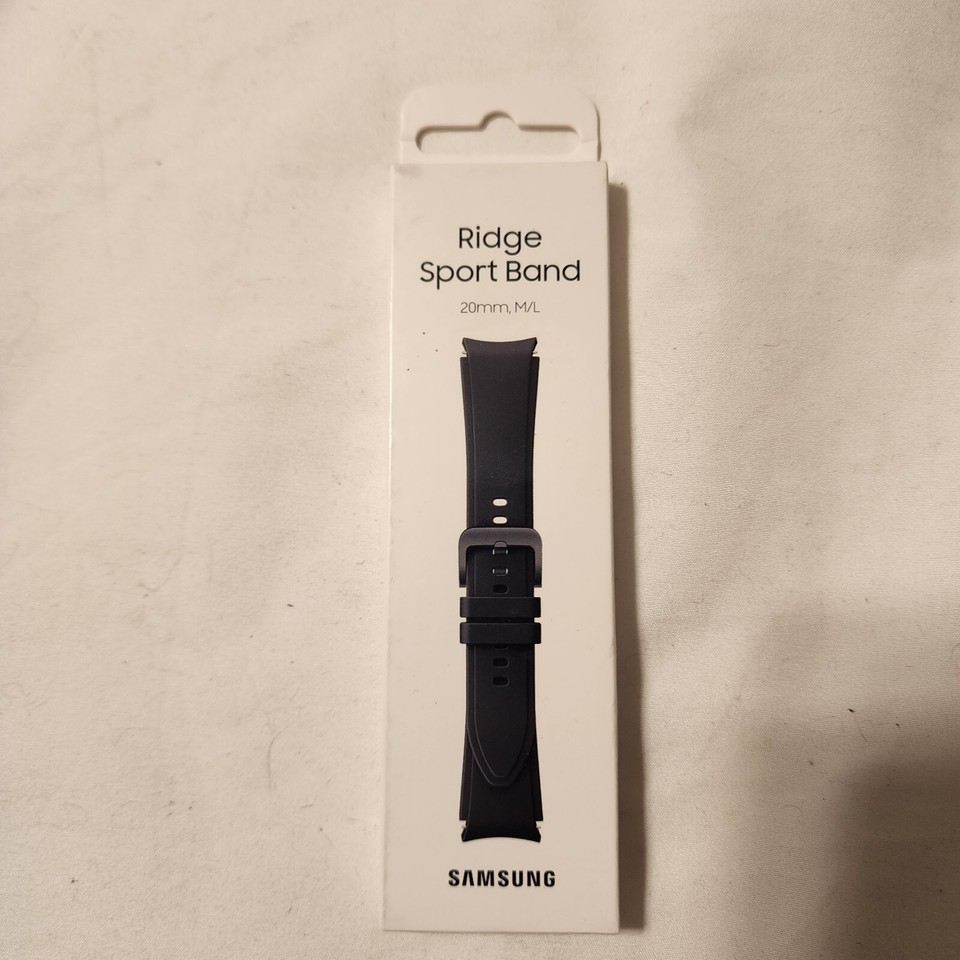 Ridge
Sport Band
20mm, M/L
SAMSUNG